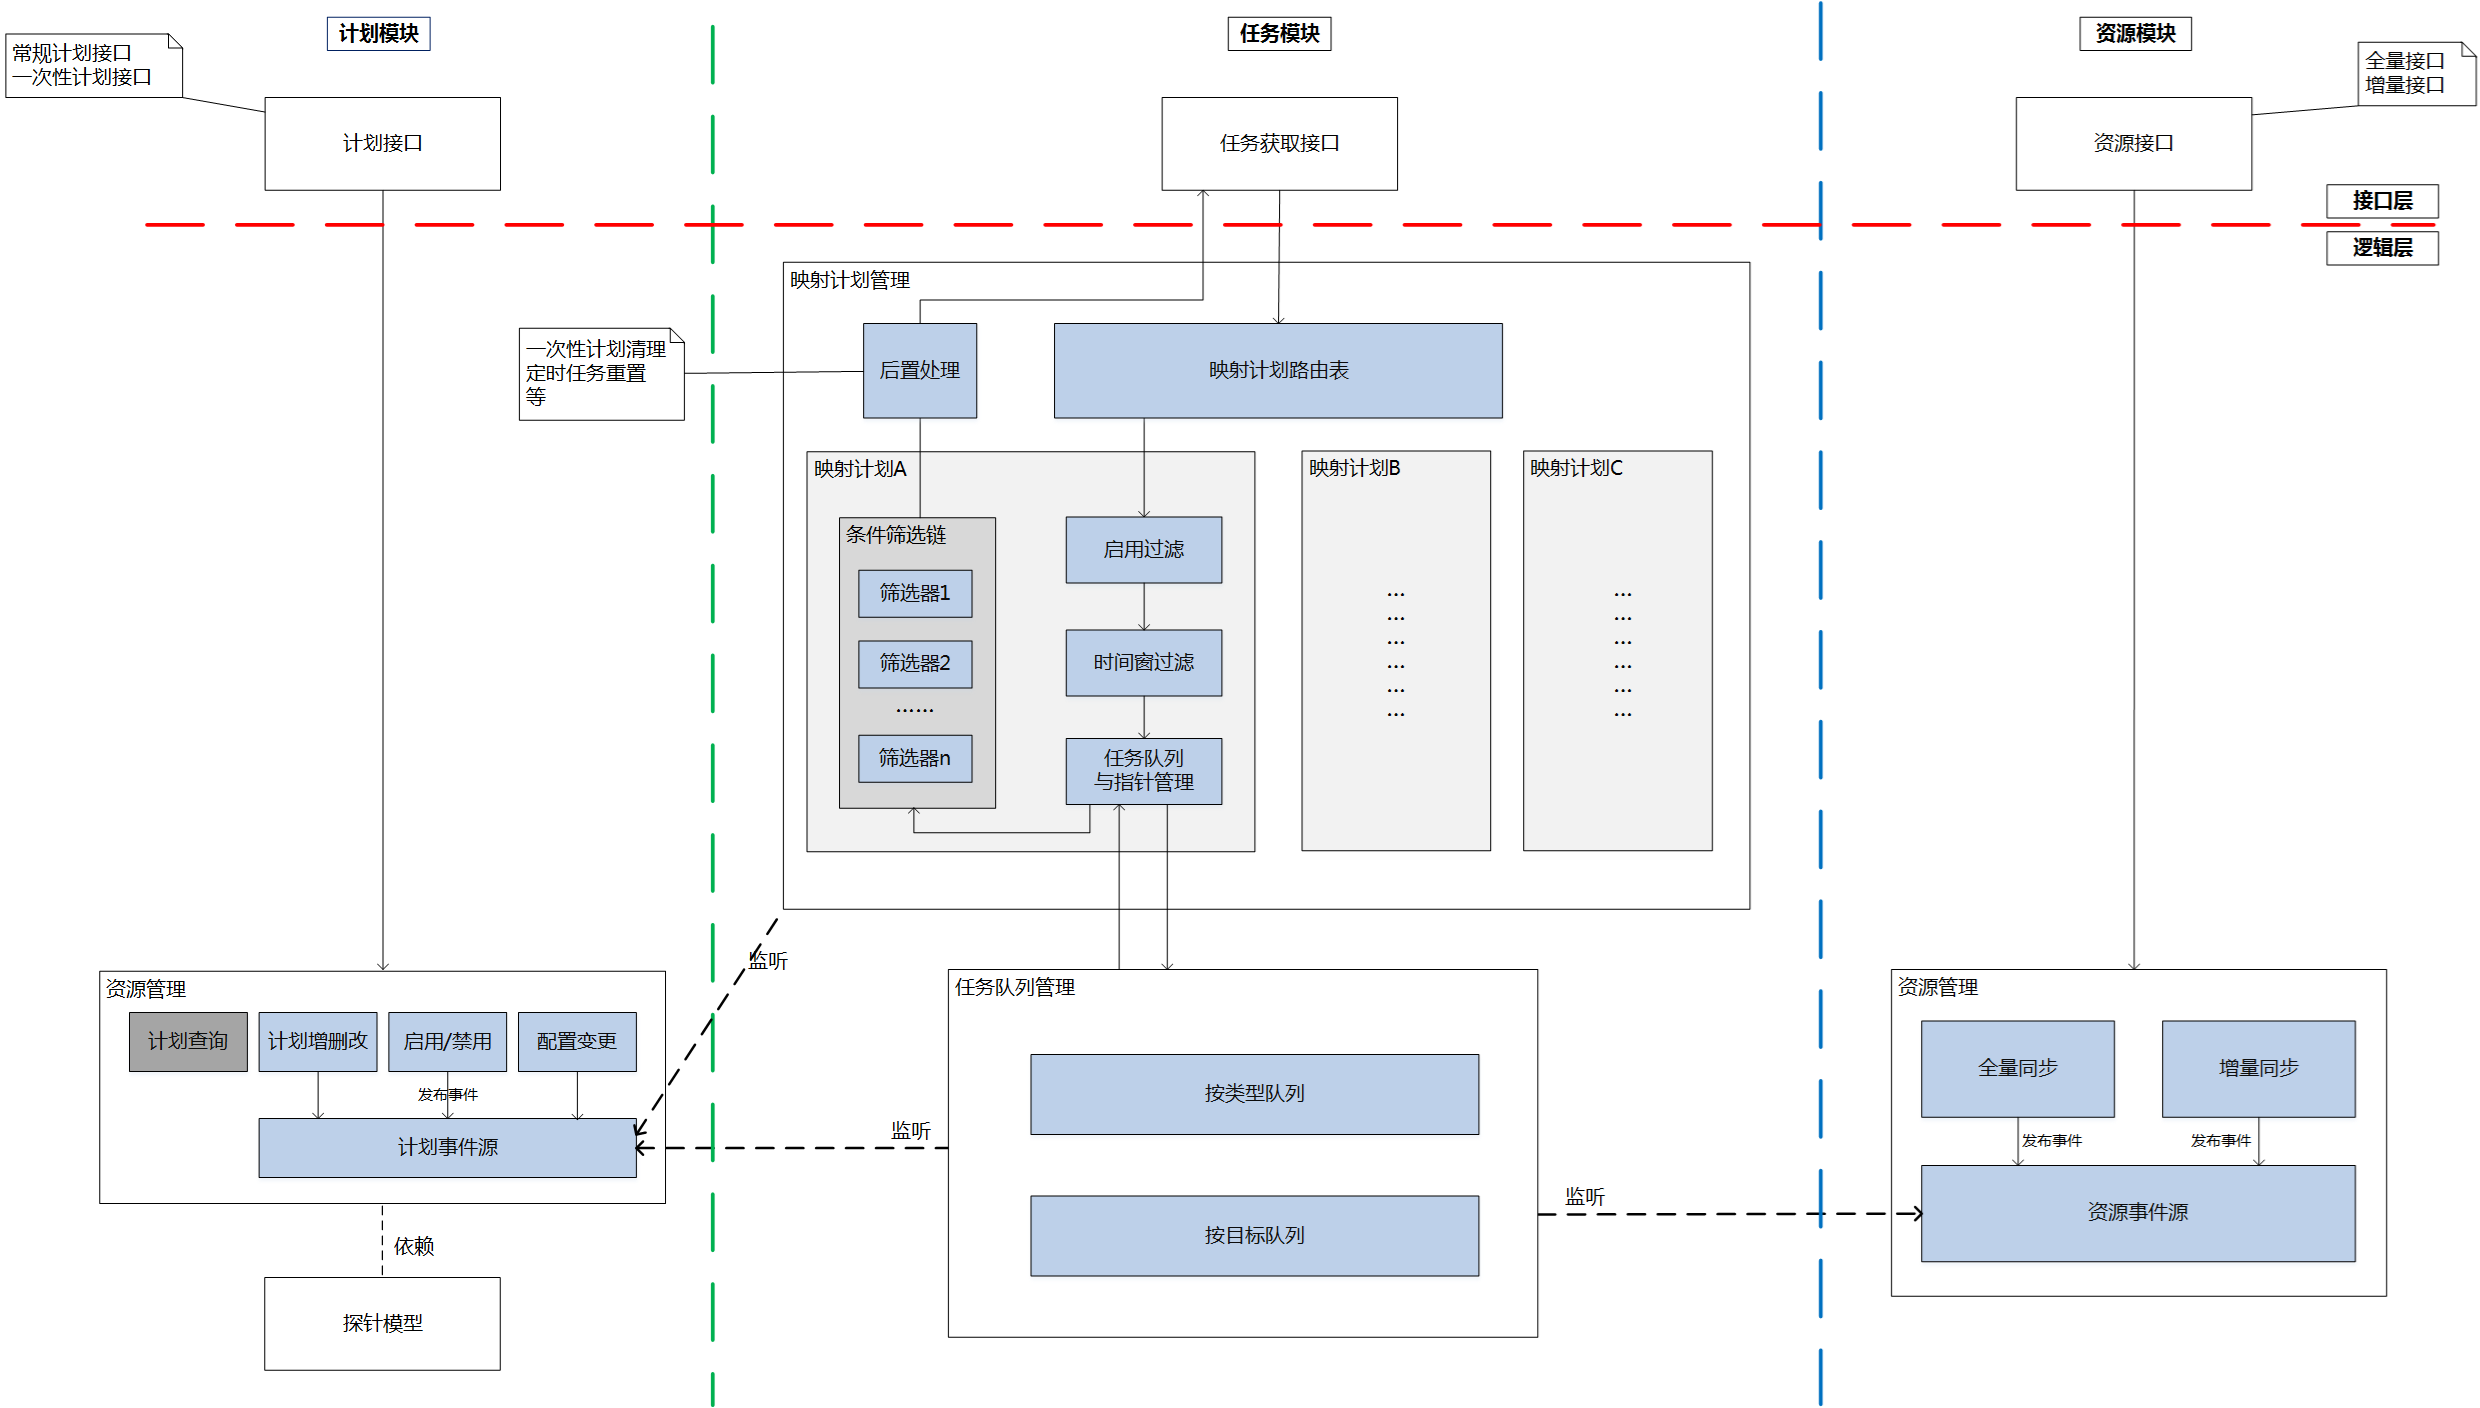 计划模块
任务模块
资源模块
常规计划接口
一次性计划接口
全量接口
增量接口
计划接口
任务获取接口
资源接口
接口层
逻辑层
映射计划管理
一次性计划清理
定时任务重置
等
后置处理
映射计划路由表
映射计划A
映射计划B
映射计划C
条件筛选链
筛选器1
筛选器2
……
筛选器n
启用过滤
时间窗过滤
任务队列
与指针管理
…
…
…
…
…
…
…
…
…
…
…
…
监听
资源管理
计划查询
计划增删改
启用/禁用
配置变更
发布事件
计划事件源
依赖
探针模型
监听
任务队列管理
按类型队列
按目标队列
监听
资源管理
全量同步
增量同步
发布事件
发布事件
资源事件源